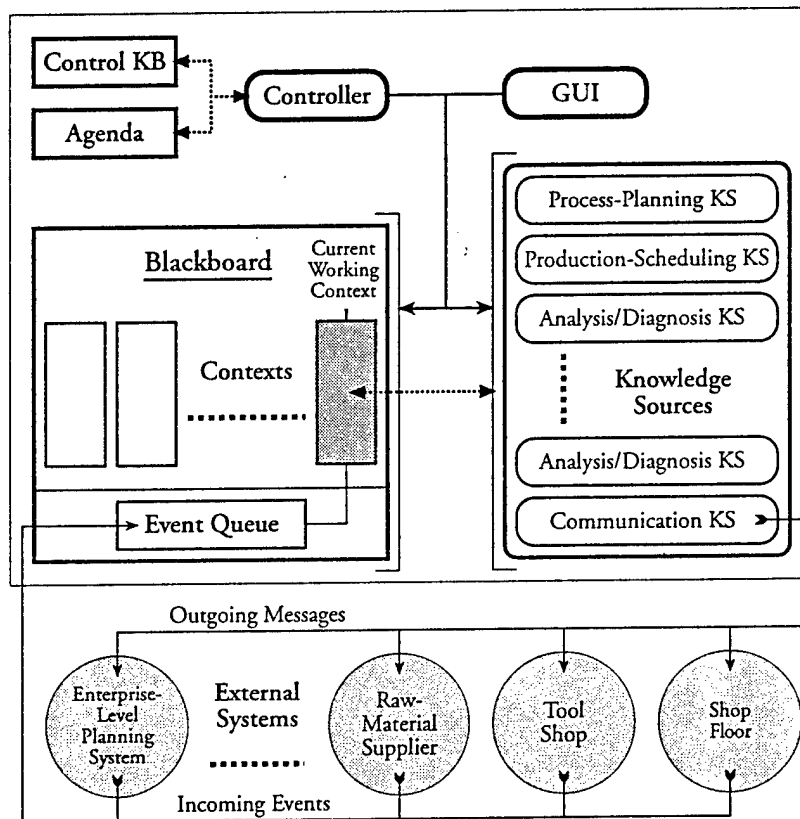 Control KB
Agenda
Controller
GUI
Blackboard
Current
Working
Context
Contexts
Event Queue
Process-Planning KS
Production-Scheduling KS
Analysis/Diagnosis KS
Knowledge
Sources
Analysis/Diagnosis KS
Communication KS
Outgoing Messages
Enterprise-
Level
Planning
System
External
Systems
Raw-
Material
Supplier
Tool
Shop
Shop
Floor
Incoming Events